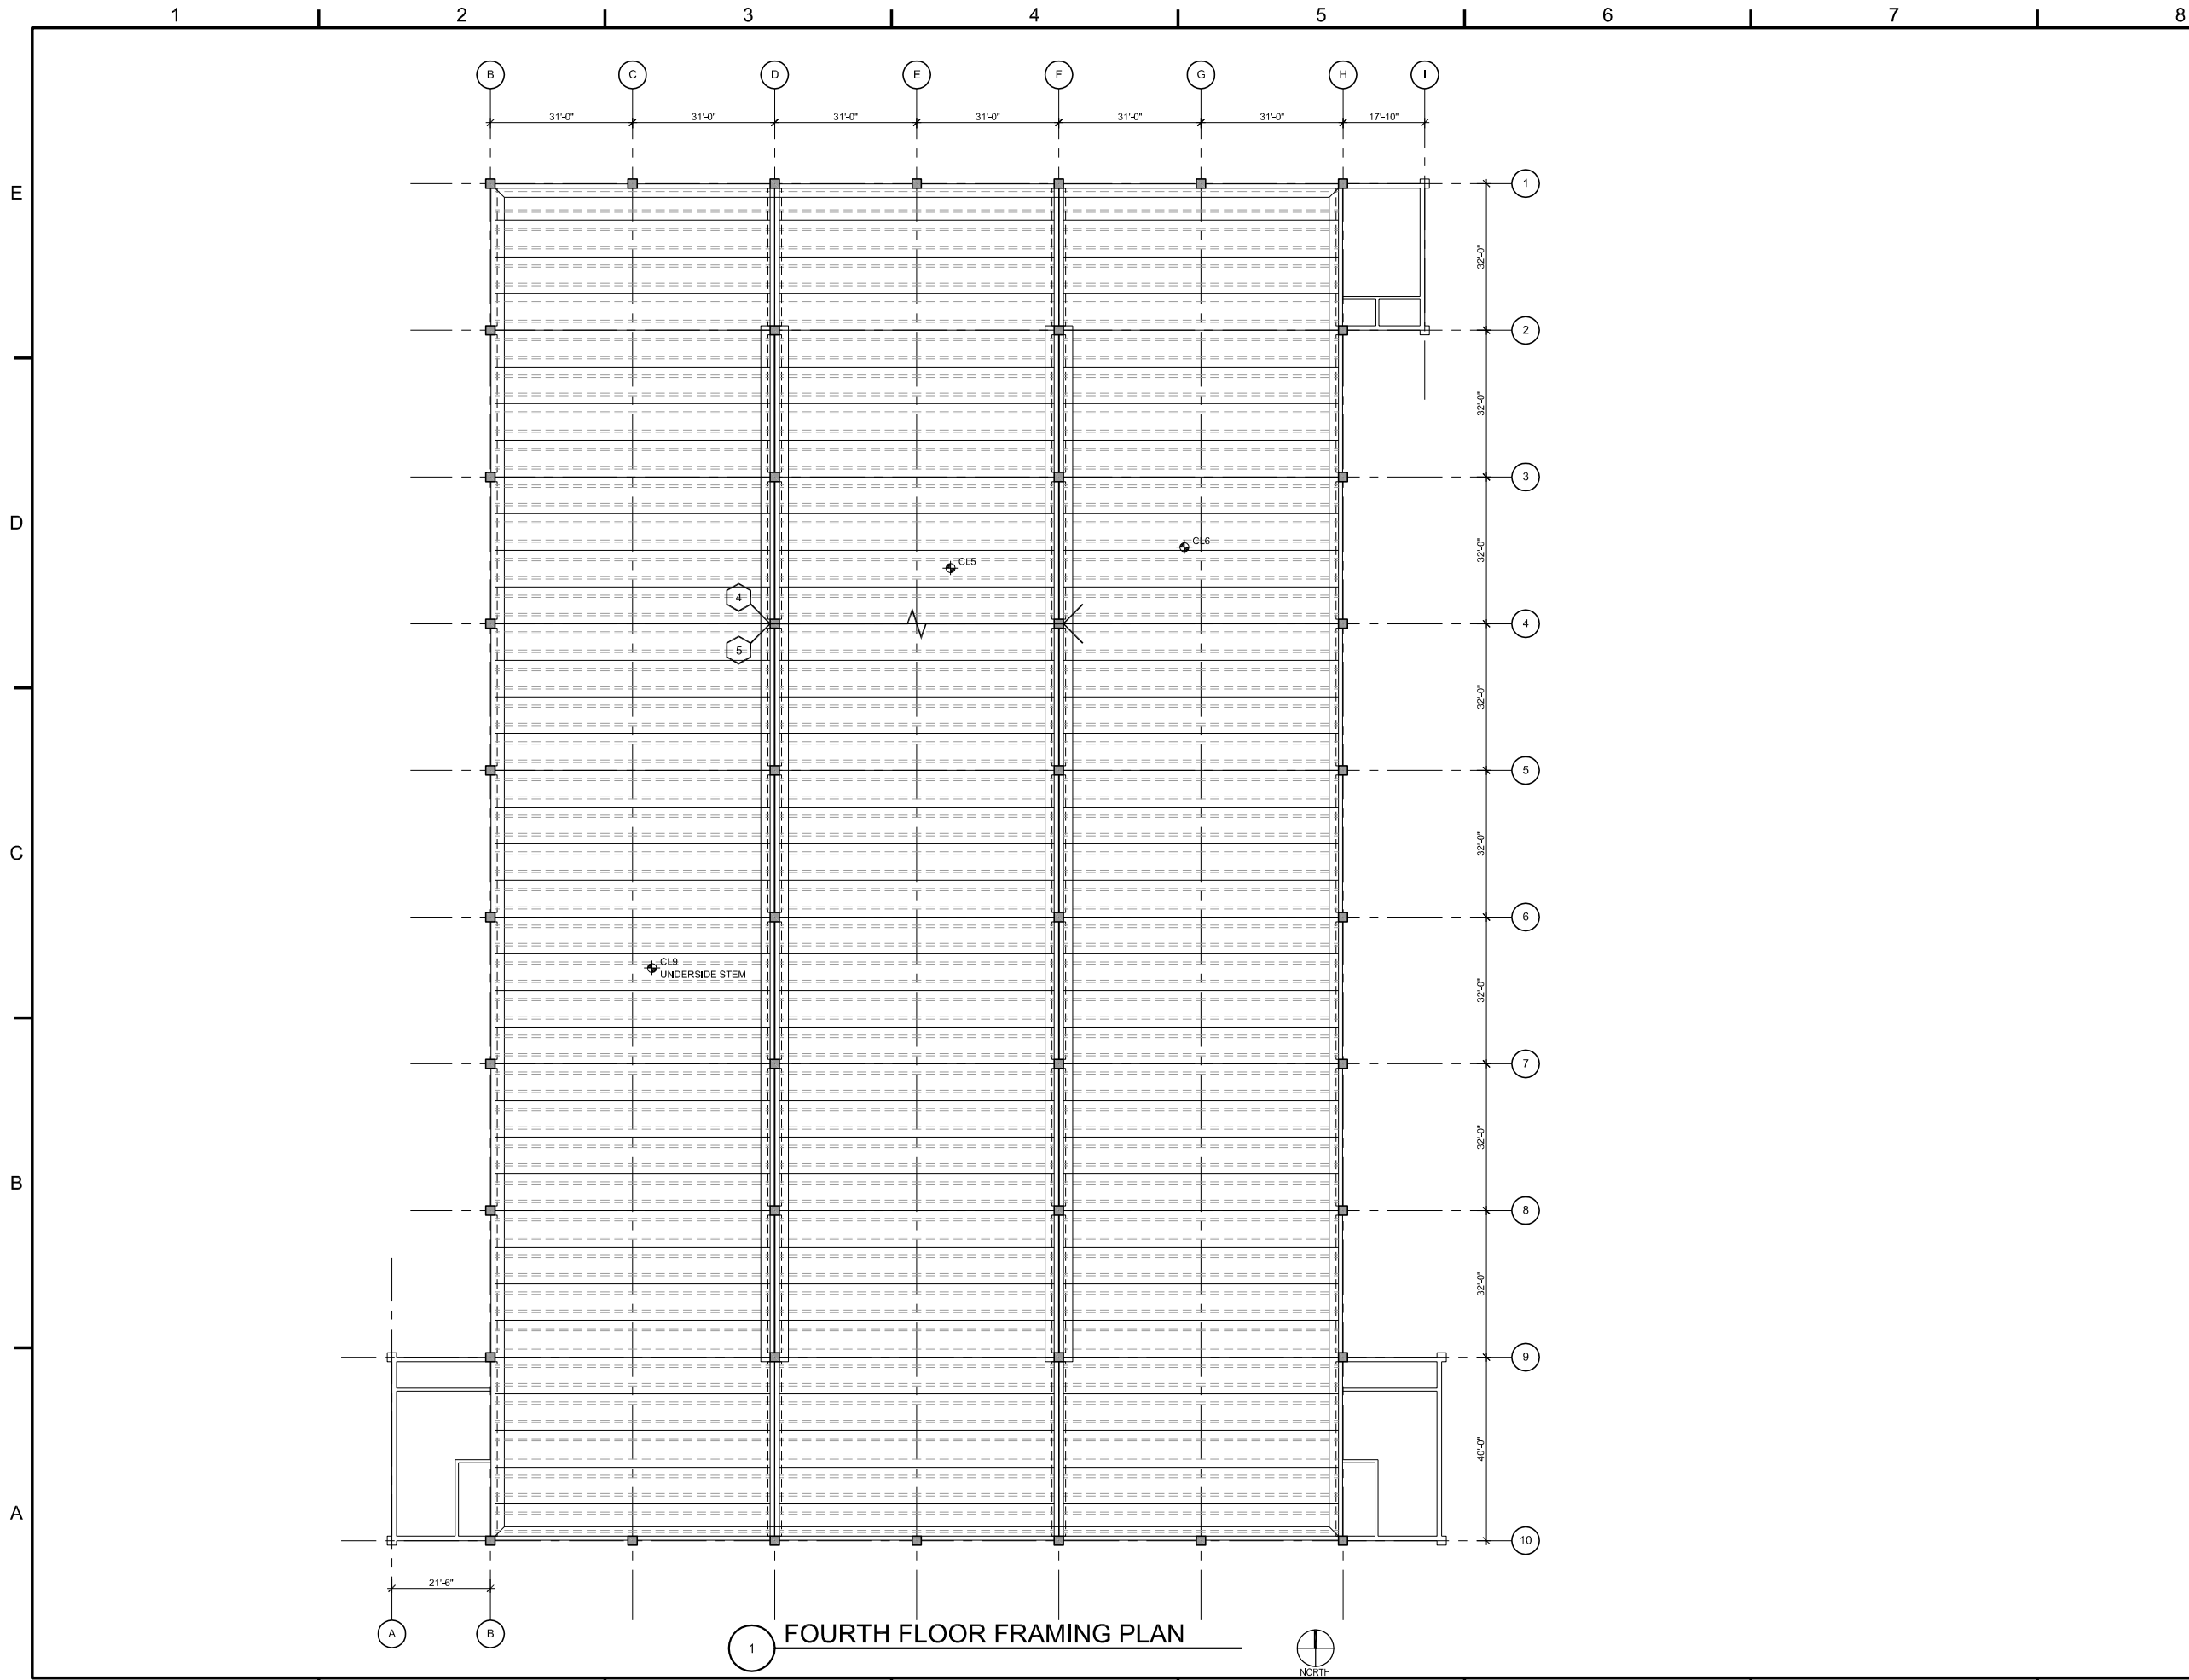 1 2 3 4 5 6 7 8
B C D E F G H I
31'-0" 31'-0" 31'-0" 31'-0" 31'-0" 31'-0" 17'-10"
E
1
32'-0"
2
32'-0"
3
D
CL6
32'-0"
CL5
4
4
5
32'-0"
5
C
32'-0"
6
CL9
UNDERSIDE STEM
32'-0"
7
B
32'-0"
8
32'-0"
9
40'-0"
A
10
21'-6"
A B
1 FOURTH FLOOR FRAMING PLAN
NORTH